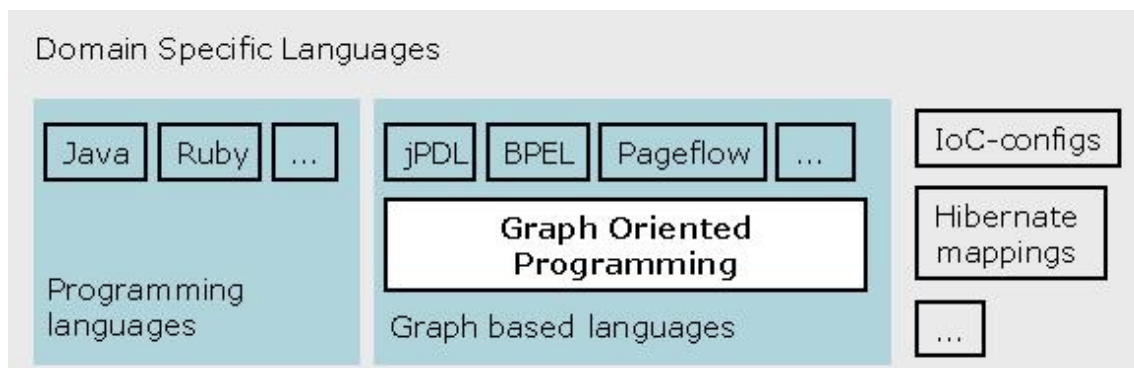 Domain Specific Languages
Java
Ruby
...
Programming
languages
jPDL
BPEL
Pageflow
...
Graph Oriented
Programming
Graph based languages
IoC-configs
Hibernate
mappings
...